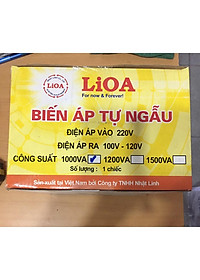 LiOA
LiOA
For now & Forever!
BIẾN ÁP TỰ NGẪU
ĐIỆN ÁP VÀO 220V
ĐIỆN ÁP RA 100V - 120V
CÔNG SUẤT 1000VA 1200VA 1500VA
Số lượng : 1 chiếc
Sản xuất tại Việt Nam bởi Công ty TNHH Nhật Linh